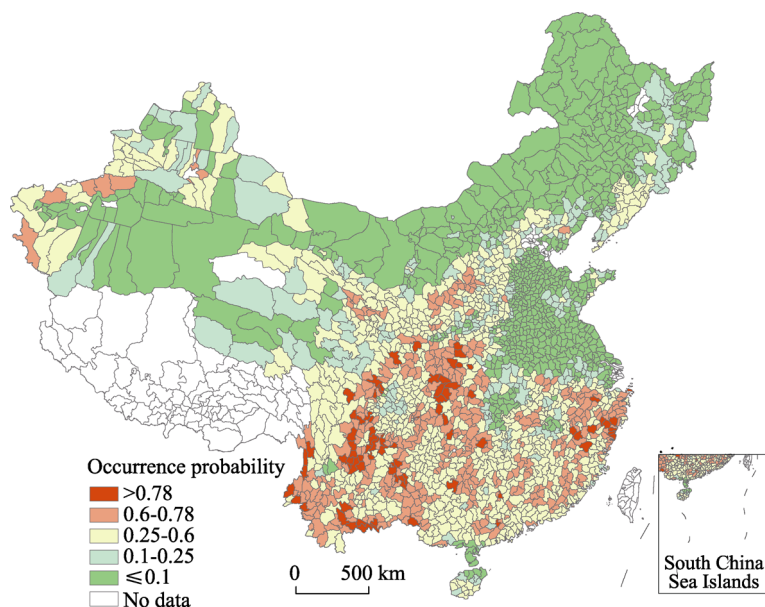 Occurrence probability
>0.78
0.6-0.78
0.25-0.6
0.1-0.25
≤0.1
No data
0 500 km
South China
Sea Islands